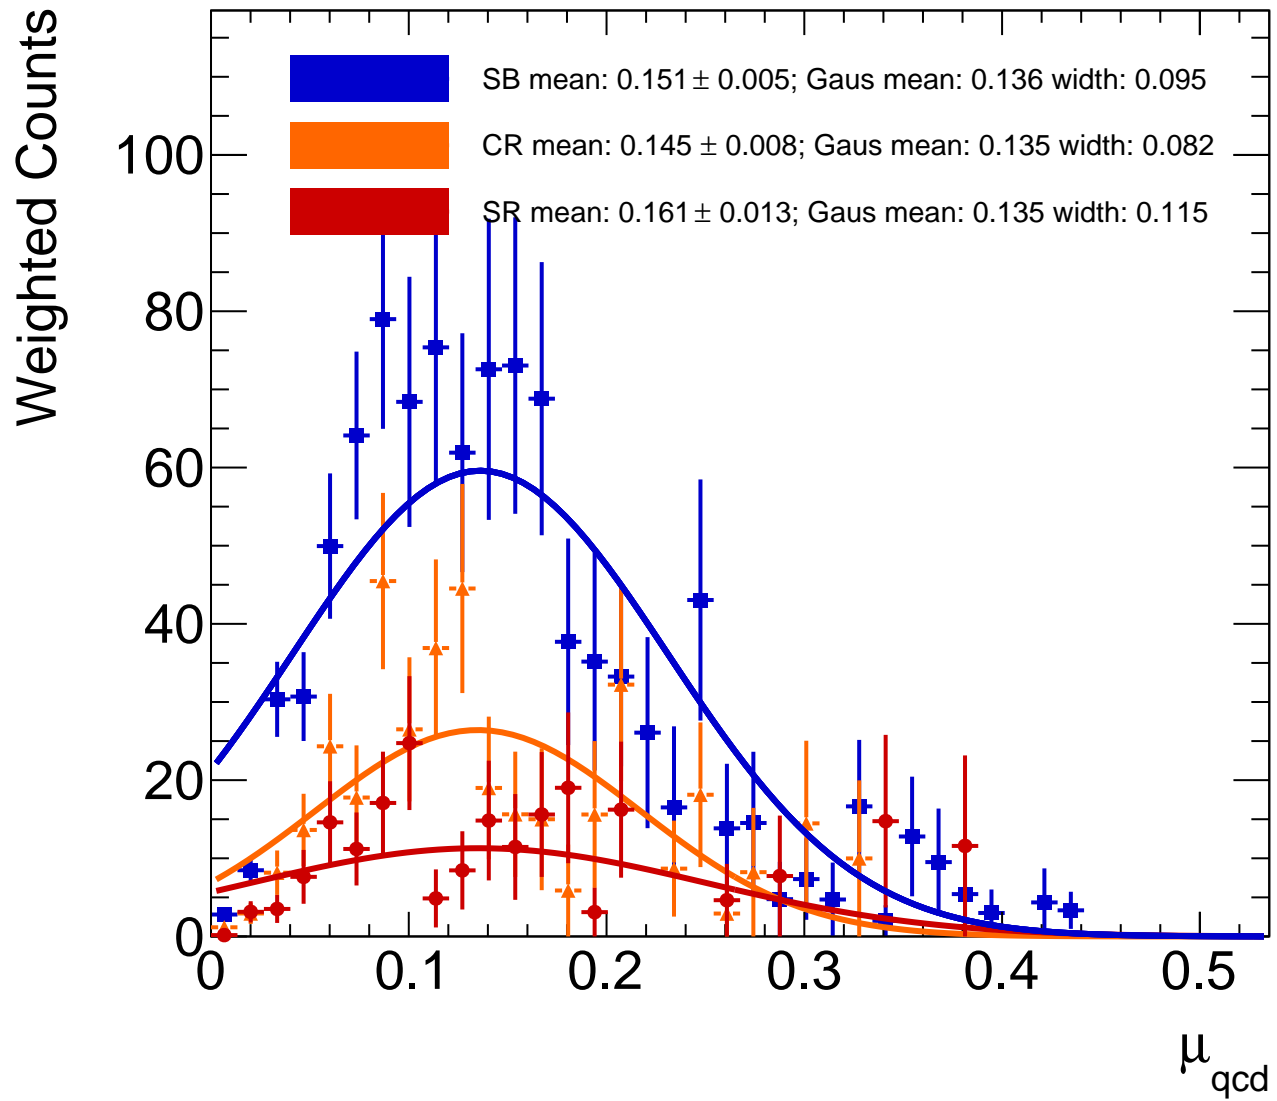 Weighted Counts
SB mean: 0.151 ± 0.005; Gaus mean: 0.136 width: 0.095
CR mean: 0.145 ± 0.008; Gaus mean: 0.135 width: 0.082
SR mean: 0.161 ± 0.013; Gaus mean: 0.135 width: 0.115
100
80
60
40
20
0
0 0.1 0.2 0.3 0.4 0.5
μqcd